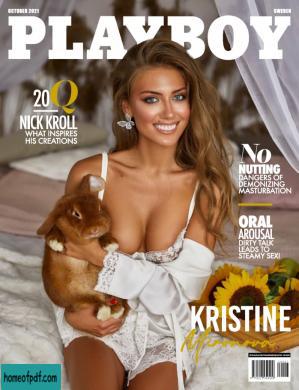 OCTOBER 2021
SWEDEN
PLAYBOY
20Q
NICK KROLL
WHAT INSPIRES
HIS CREATIONS
No
NUTTING
DANGERS OF
DEMONIZING
MASTURBATION
ORAL
AROUSAL
DIRTY TALK
LEADS TO
STEAMY SEX!
KRISTINE
homeofpdf.com